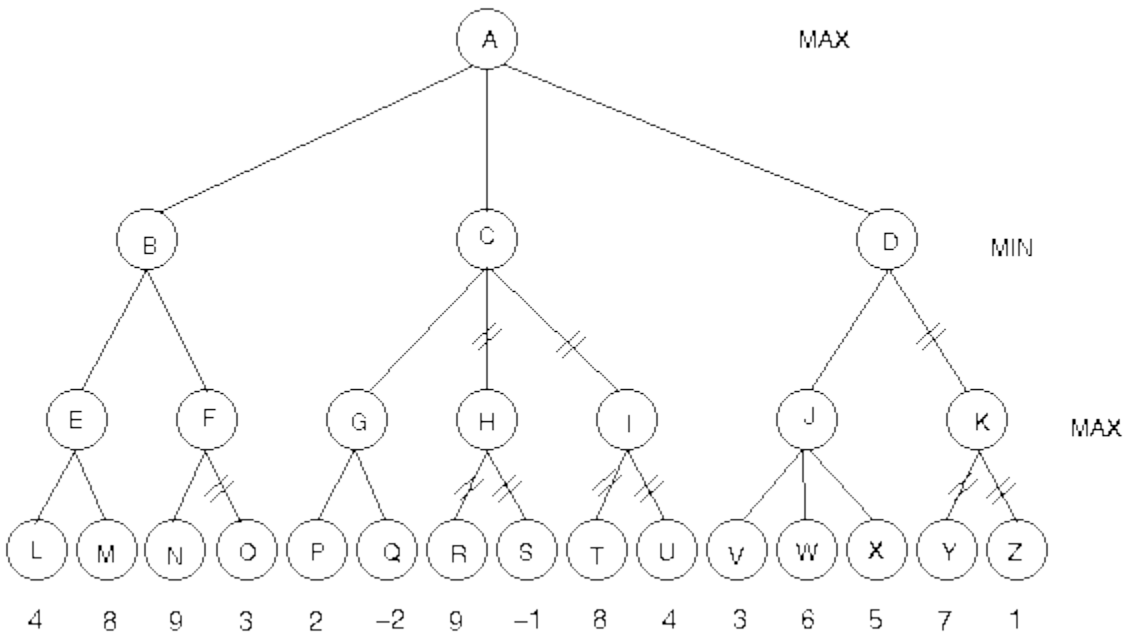 A MAX
B C D MIN
E F G H I J K MAX
L M N O P Q R S T U V W X Y Z
4 8 9 3 2 −2 9 −1 8 4 3 6 5 7 1